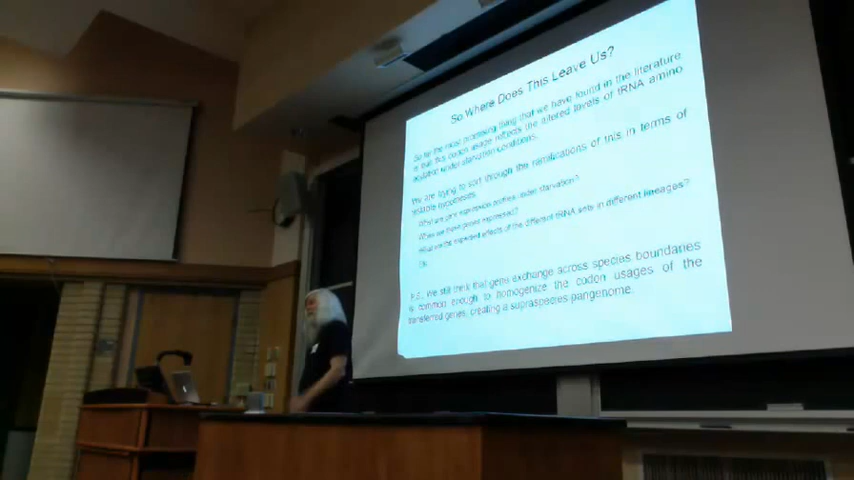 So Where Does This Leave Us?
So far the most promising thing that we have found in the literature
is that this codon usage reflects the altered levels of tRNA amino
acylation under starvation conditions.
We are trying to sort through the ramifications of this in terms of
testable hypotheses.
What are gene expression profiles under starvation?
When are these genes expressed?
What are the expected effects of the different tRNA sets in different lineages?
Etc.
P.S. We still think that gene exchange across species boundaries
is common enough to homogenize the codon usages of the
transferred genes, creating a supraspecies pangenome.